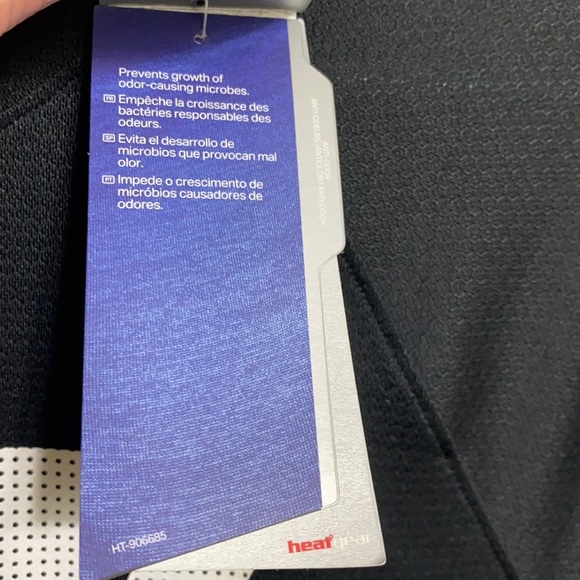 Prevents growth of
odor-causing microbes.
FR Empêche la croissance des
bactéries responsables des
odeurs.
SP Evita el desarrollo de
microbios que provocan mal
olor.
PT Impede o crescimento de
micróbios causadores de
odores.
HT-906685
heatgear